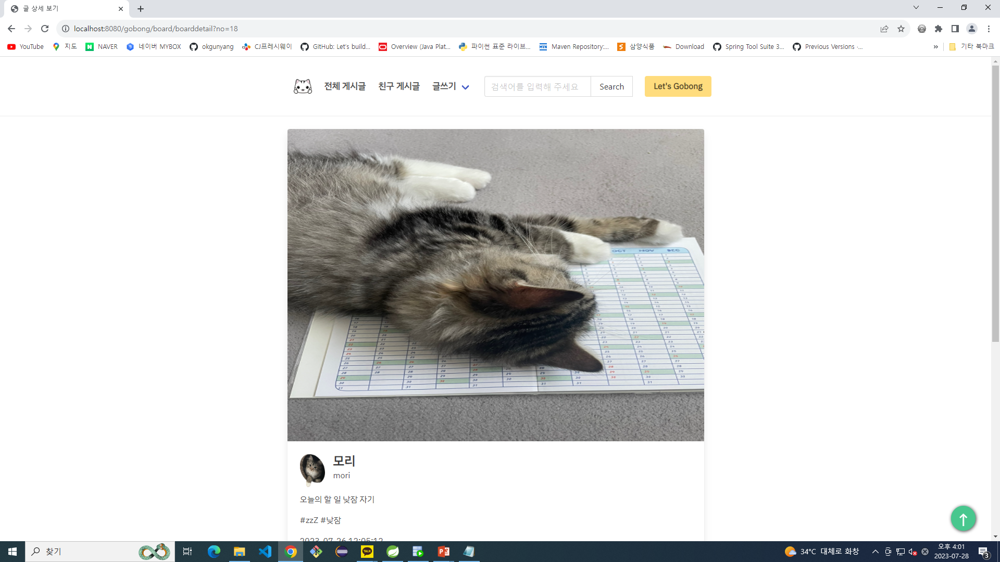 글 상세 보기
localhost:8080/gobong/board/boarddetail?no=18
YouTube 지도 NAVER 네이버 MYBOX okgunyang CJ프레시웨이 GitHub: Let's build... Overview (Java Plat... 파이썬 표준 라이브... Maven Repository:... 삼양식품 Download Spring Tool Suite 3... Previous Versions ·... » 기타 북마크
전체 게시글 친구 게시글 글쓰기 검색어를 입력해 주세요 Search Let's Gobong
OCT NOV DEC
모리
mori
오늘의 할 일 낮잠 자기
#zzZ #낮잠
2023-07-26 12:05:12
찾기
34°C 대체로 화창
오후 4:01
2023-07-28
3